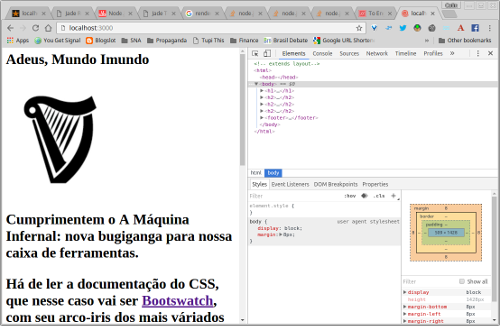 localh
jade l
Node.
jade
rende
node.
node.j
node.j
To Er
localh
Caio
localhost:3000
Apps
You Get Signal
Blogslot
SNA
Propaganda
Tupi This
Finance
Brasil Debate
Google URL Shorter
Other bookmarks
Adeus, Mundo Imundo
Cumprimentem o A Máquina
Infernal: nova bugiganga para nossa
caixa de ferramentas.
Há de ler a documentação do CSS,
que nesse caso vai ser Bootswatch,
com seu arco-iris dos mais váriados
Elements Console Sources Network Timeline Profiles »
<!-- extends layout-->
<html>
<head></head>
<body> == $0
<h1>…</h1>
<h2>…</h2>
<h2>…</h2>
<h2>…</h2>
<footer>…</footer>
</body>
</html>
html body
Styles Event Listeners DOM Breakpoints Properties
Filter :hov .cls +
element.style {
}
body { user agent stylesheet
display: block;
margin: 8px;
}
margin 8
border -
padding -
8
8
8
Filter Show all
display block
height
margin-bottom 8px
margin-left 8px
margin-right 8px